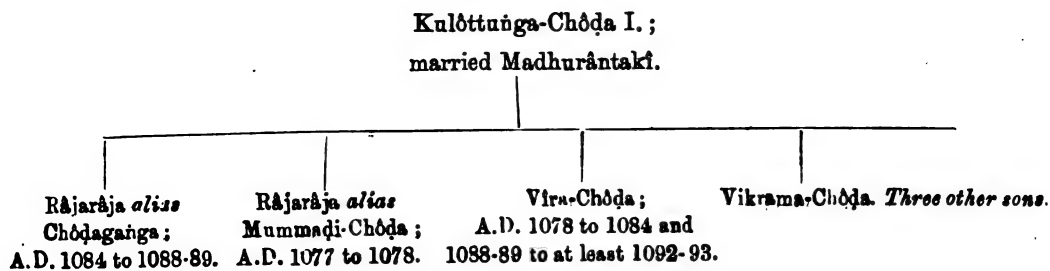 Kulôttuṅga-Chôḍa I. ;
married Madhurântakî.
Râjarâja alias
Chôḍagaṅga ;
A.D. 1084 to 1088-89.
Râjarâja alias
Mummaḍi-Chôḍa ;
A.D. 1077 to 1078.
Vîra-Chôḍa ;
A.D. 1078 to 1084 and
1088-89 to at least 1092-93.
Vikrama-Chôḍa. Three other sons.